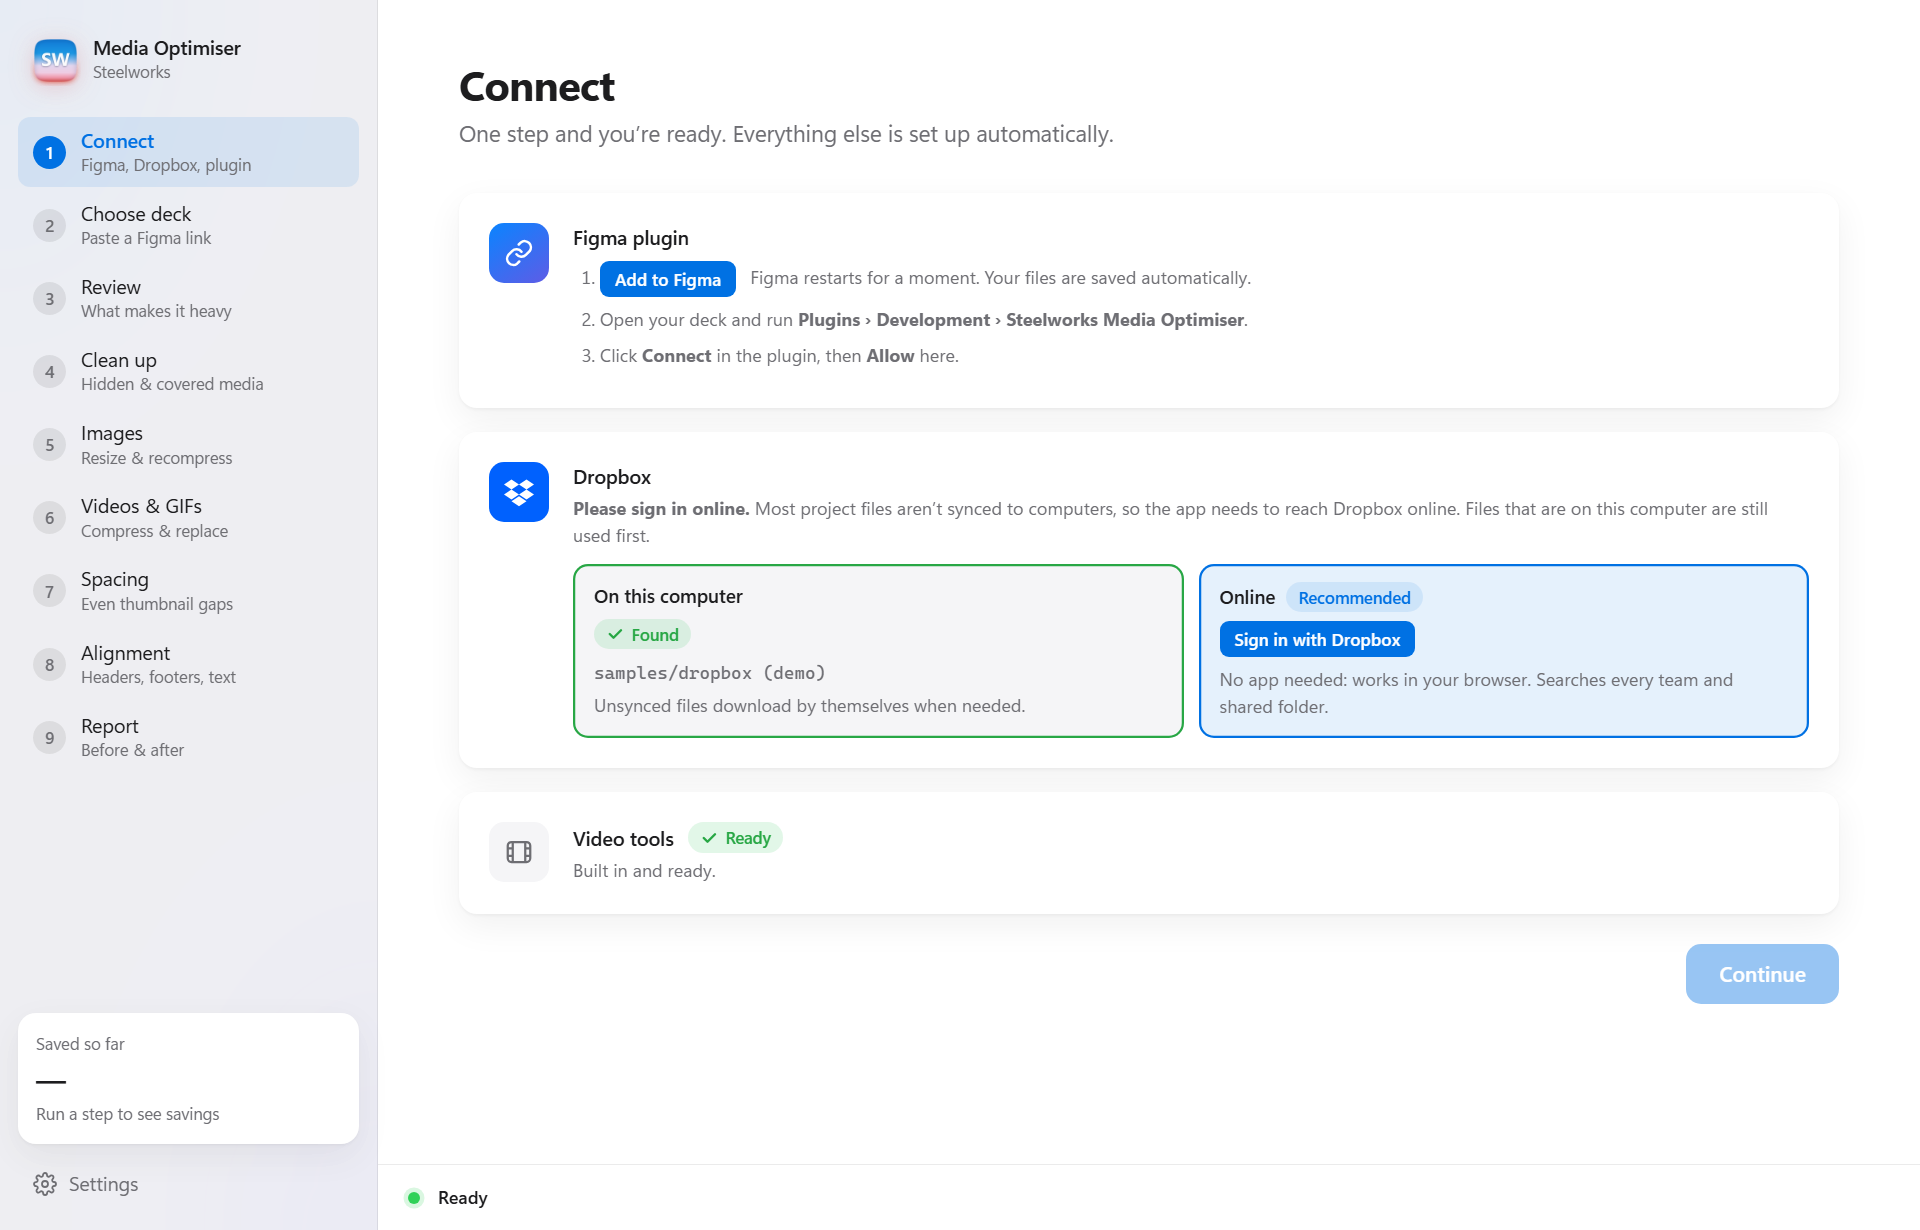 SW
Media Optimiser
Steelworks
1
Connect
Figma, Dropbox, plugin
2
Choose deck
Paste a Figma link
3
Review
What makes it heavy
4
Clean up
Hidden & covered media
5
Images
Resize & recompress
6
Videos & GIFs
Compress & replace
7
Spacing
Even thumbnail gaps
8
Alignment
Headers, footers, text
9
Report
Before & after
Saved so far
—
Run a step to see savings
Settings
Connect
One step and you’re ready. Everything else is set up automatically.
Figma plugin
1. Add to Figma Figma restarts for a moment. Your files are saved automatically.
2. Open your deck and run Plugins › Development › Steelworks Media Optimiser.
3. Click Connect in the plugin, then Allow here.
Dropbox
Please sign in online. Most project files aren’t synced to computers, so the app needs to reach Dropbox online. Files that are on this computer are still
used first.
On this computer
Found
samples/dropbox (demo)
Unsynced files download by themselves when needed.
Online Recommended
Sign in with Dropbox
No app needed: works in your browser. Searches every team and
shared folder.
Video tools Ready
Built in and ready.
Continue
Ready